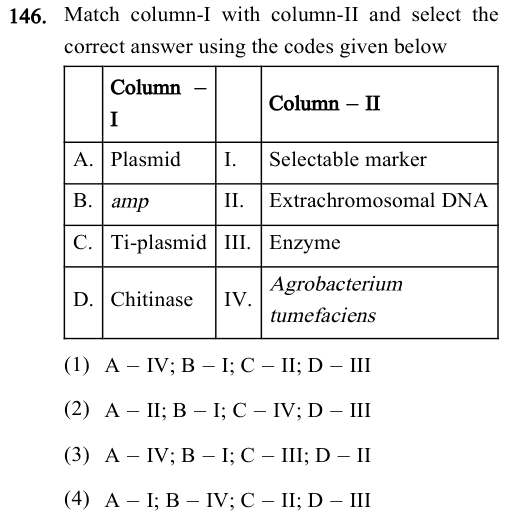 146. Match column-I with column-II and select the
correct answer using the codes given below
Column –
I
Column – II
A. Plasmid I. Selectable marker
B. amp II. Extrachromosomal DNA
C. Ti-plasmid III. Enzyme
D. Chitinase IV. Agrobacterium
tumefaciens
(1) A – IV; B – I; C – II; D – III
(2) A – II; B – I; C – IV; D – III
(3) A – IV; B – I; C – III; D – II
(4) A – I; B – IV; C – II; D – III